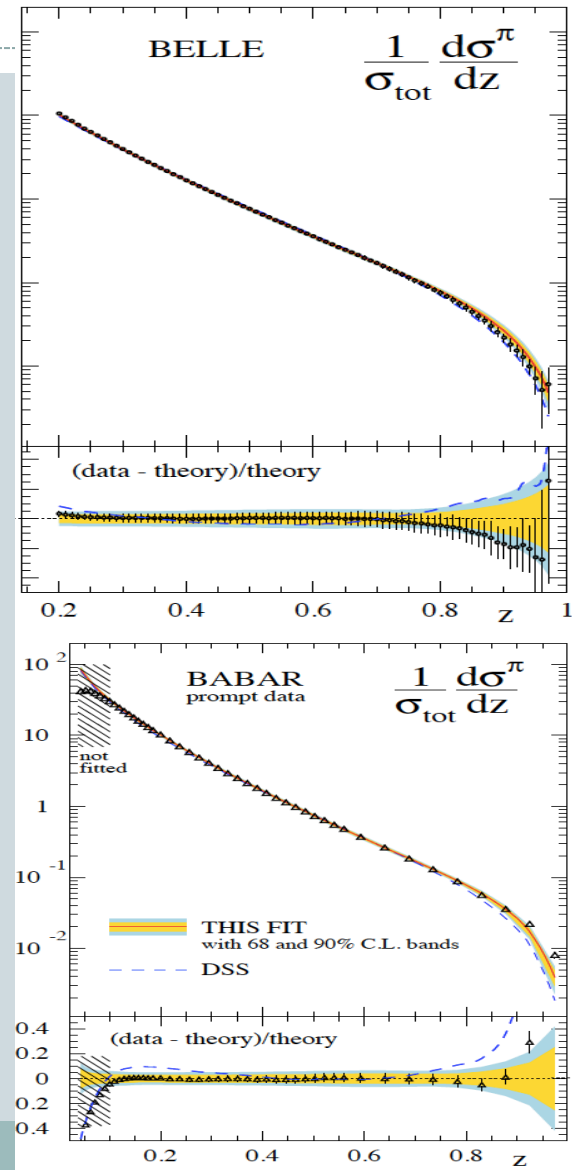 BELLE
1/σtot dσ^π/dz
(data - theory)/theory
0.2 0.4 0.6 0.8 z 1
10^2
10
1
10^-1
10^-2
BABAR
prompt data
1/σtot dσ^π/dz
not
fitted
THIS FIT
with 68 and 90% C.L. bands
DSS
0.4
0.2
0
0.2
0.4
(data - theory)/theory
0.2 0.4 0.6 0.8 z